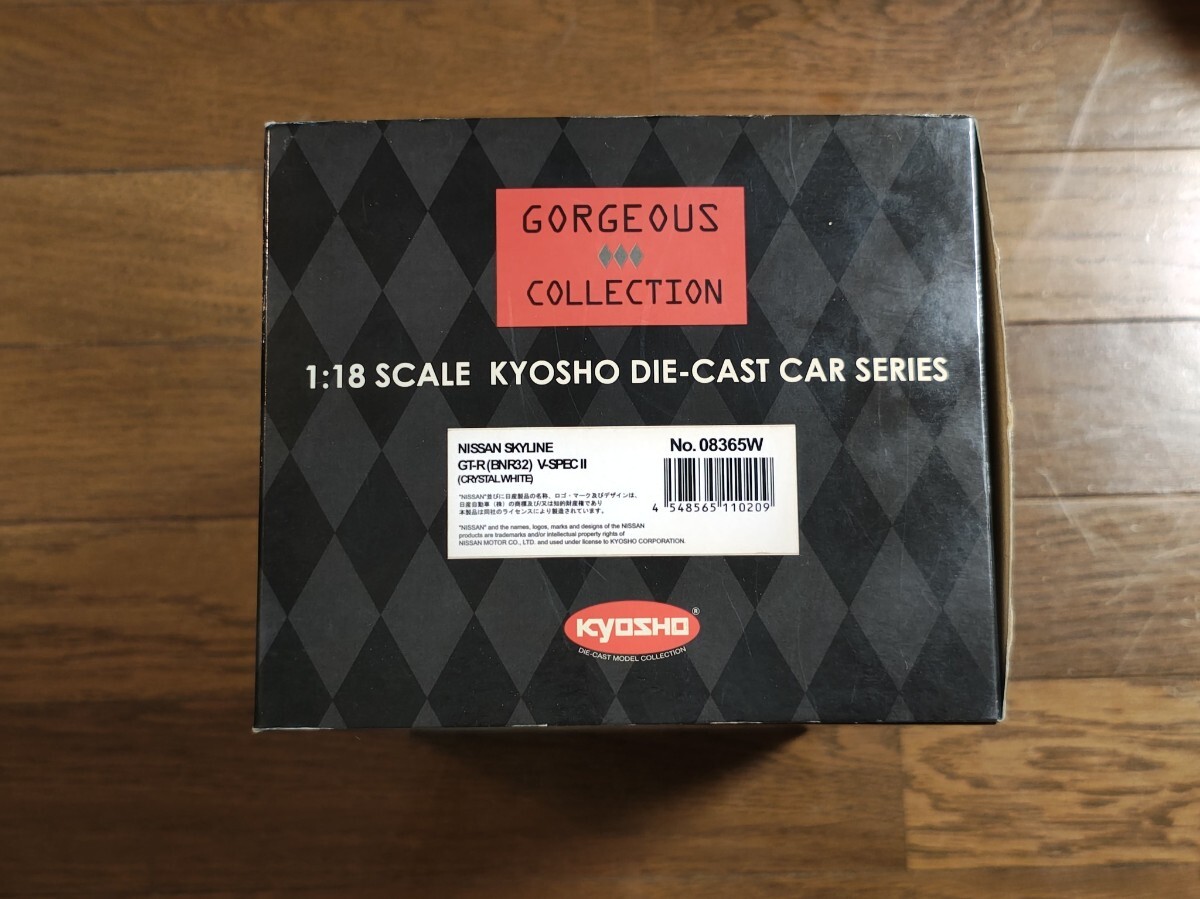 GORGEOUS
COLLECTION
1:18 SCALE KYOSHO DIE-CAST CAR SERIES
NISSAN SKYLINE
GT-R (BNR32) V-SPEC II
(CRYSTAL WHITE)
No. 08365W
4 548565 110209
"NISSAN"並びに日産製品の名称、ロゴ・マーク及びデザインは、
日産自動車(株)の商標及び/又は知的財産権であり
本製品は同社のライセンスにより製造されています。
"NISSAN" and the names, logos, marks and designs of the NISSAN
products are trademarks and/or intellectual property rights of
NISSAN MOTOR CO., LTD. and used under license to KYOSHO CORPORATION.
KYOSHO®
DIE-CAST MODEL COLLECTION